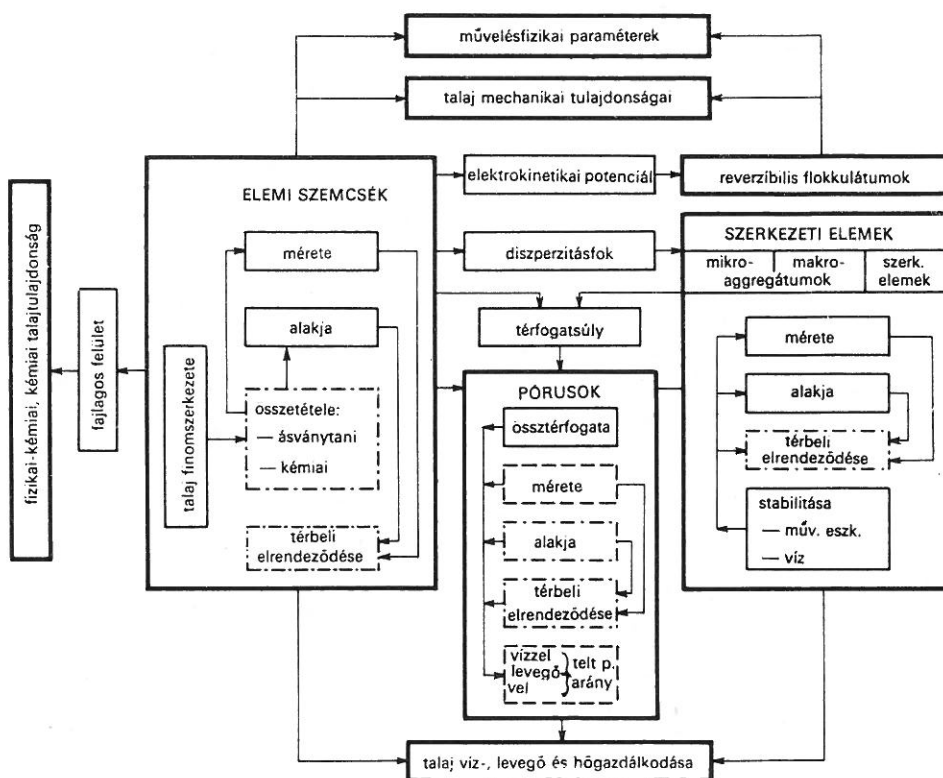 művelésfizikai paraméterek
talaj mechanikai tulajdonságai
elektrokinetikai potenciál
reverzíbilis flokkulátumok
fizikai-kémiai, kémiai talajtulajdonság
fajlagos felület
ELEMI SZEMCSÉK
mérete
alakja
talaj finomszerkezete
összetétele:
— ásványtani
— kémiai
térbeli
elrendeződése
diszperzitásfok
térfogatsúly
PÓRUSOK
össztérfogata
mérete
alakja
térbeli
elrendeződése
vízzel
levegő
vel
telt p.
arány
SZERKEZETI ELEMEK
mikro-
makro-
aggregátumok
szerk.
elemek
mérete
alakja
térbeli
elrendeződése
stabilitása
— műv. eszk.
— víz
talaj víz-, levegő és hőgazdálkodása